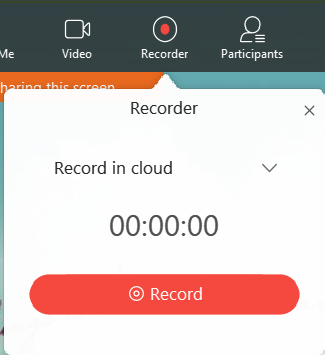 Me
Video
Recorder
Participants
haring this screen
Recorder
Record in cloud
00:00:00
Record